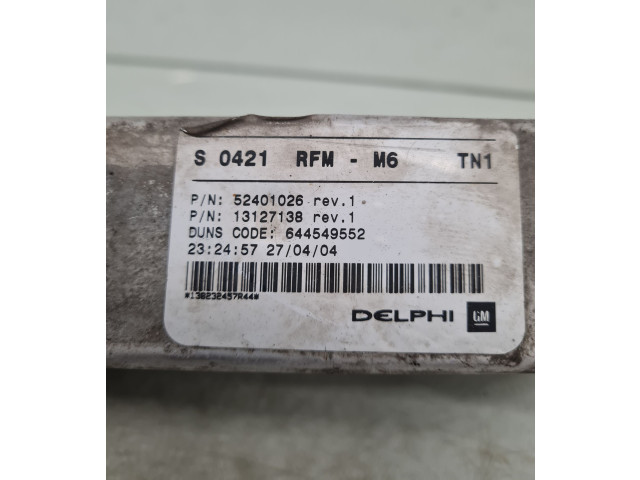 S 0421 RFM - M6 TN1
P/N: 52401026 rev.1
P/N: 13127138 rev.1
DUNS CODE: 644549552
23:24:57 27/04/04
*138232457R44*
DELPHI GM